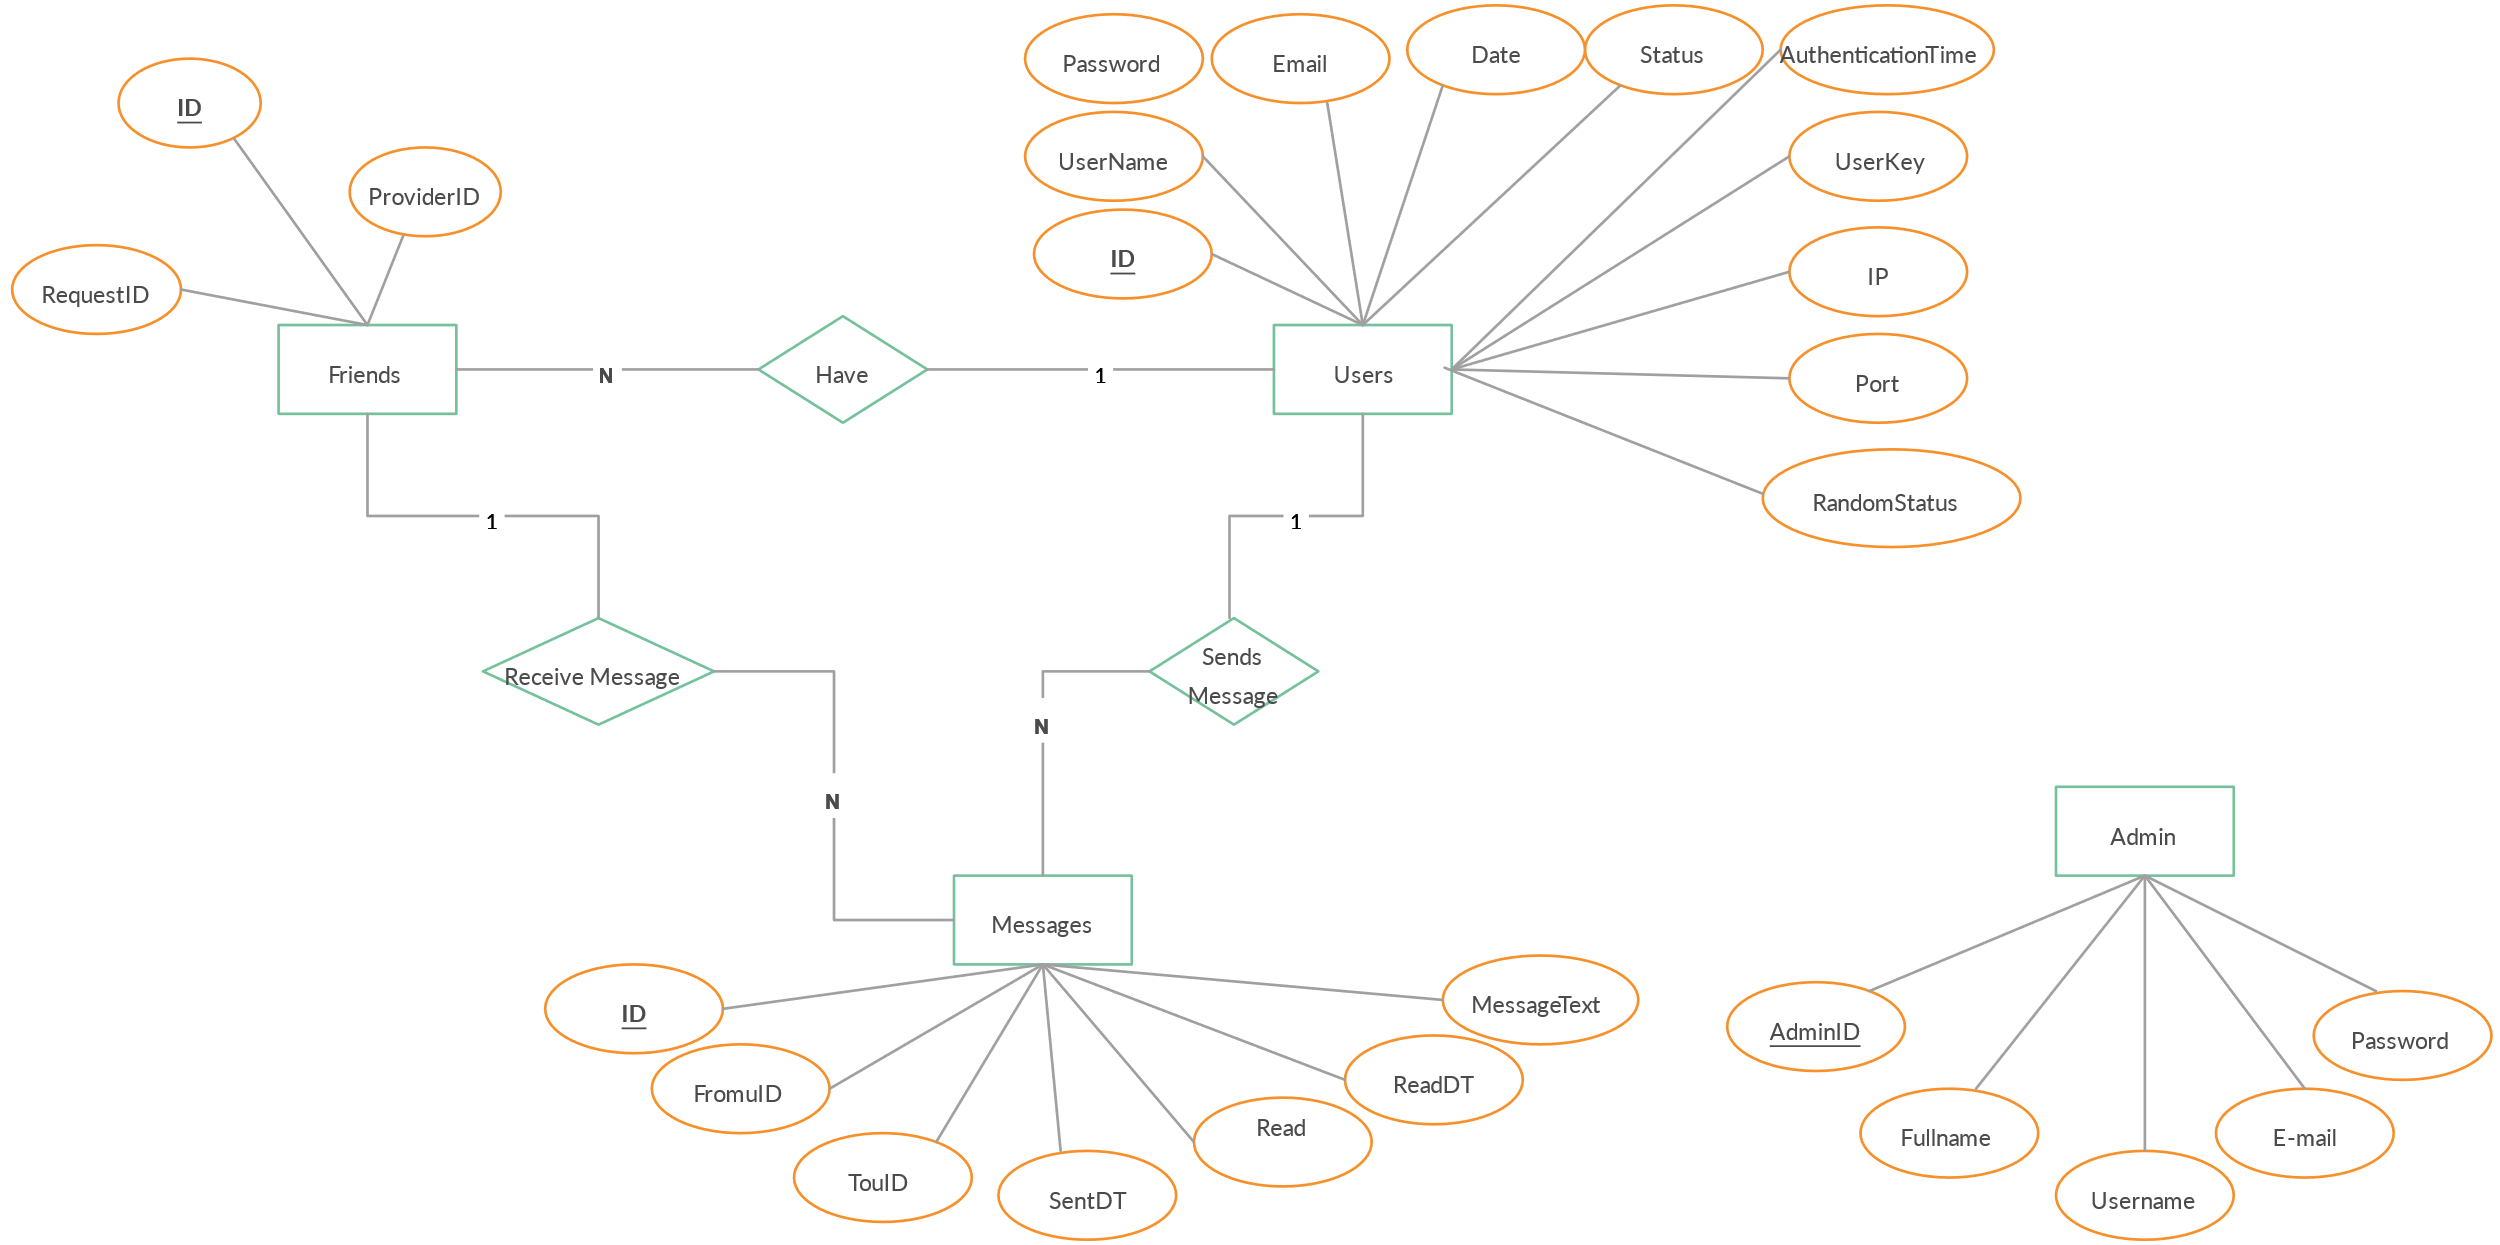 Password
Email
Date
Status
AuthenticationTime
ID
UserName
UserKey
ProviderID
ID
IP
RequestID
Friends
N
Have
1
Users
Port
RandomStatus
1
1
Receive Message
Sends
Message
N
N
Admin
Messages
ID
MessageText
AdminID
Password
FromuID
ReadDT
Read
Fullname
E-mail
TouID
SentDT
Username